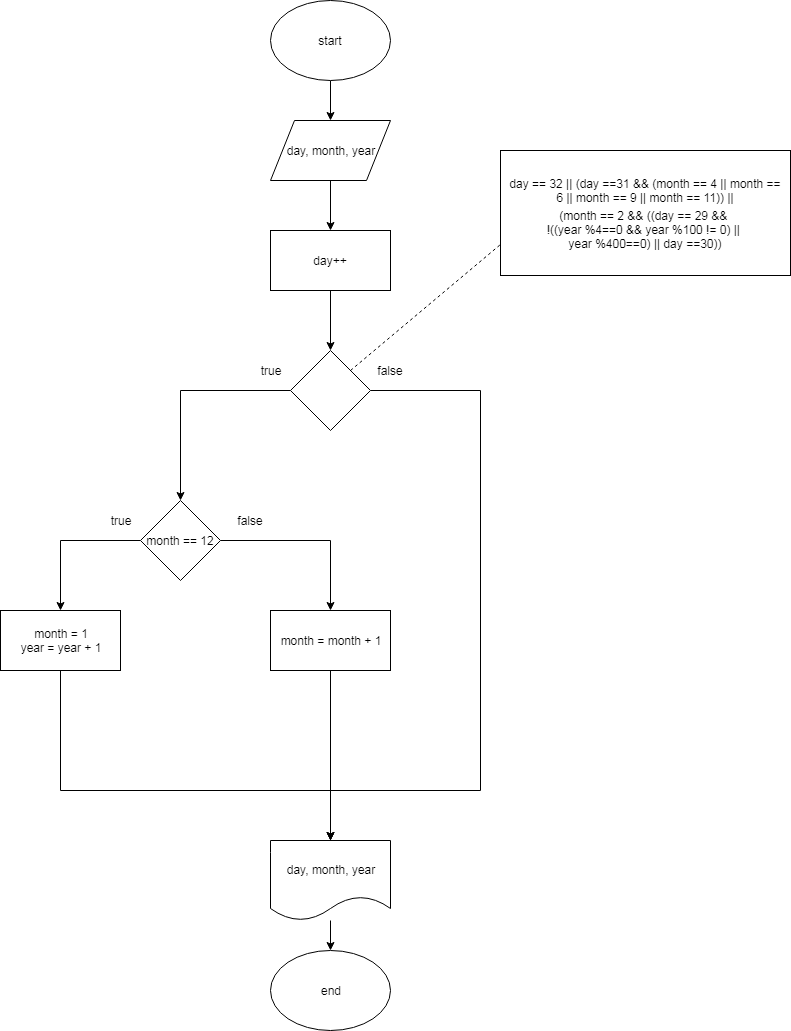 start
day, month, year
day == 32 || (day ==31 && (month == 4 || month ==
6 || month == 9 || month == 11)) ||
(month == 2 && ((day == 29 &&
!((year %4==0 && year %100 != 0) ||
year %400==0) || day ==30))
day++
true
false
true
false
month == 12
month = 1
year = year + 1
month = month + 1
day, month, year
end